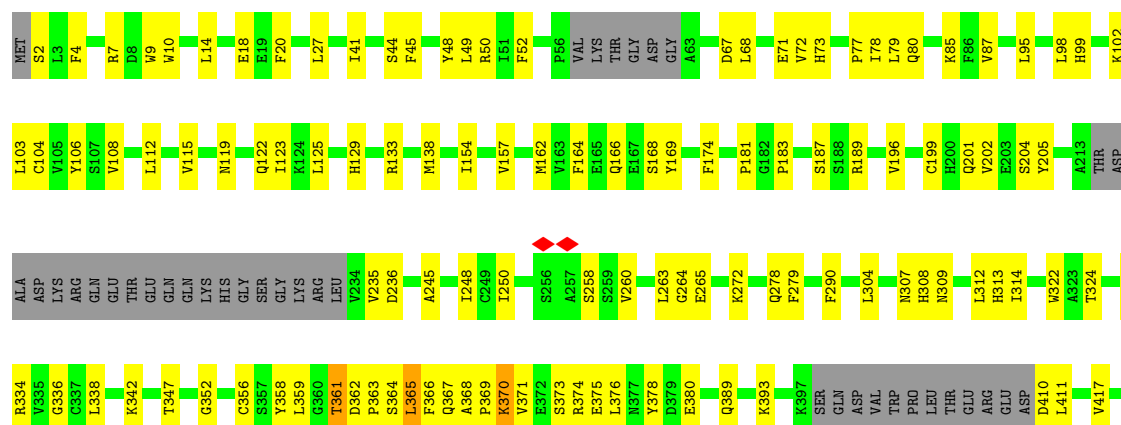 MET S2 L3 F4 R7 D8 W9 W10 L14 E18 E19 F20 L27 I41 S44 F45 Y48 L49 R50 I51 F52 P56 VAL LYS THR GLY ASP GLY A63 D67 L68 E71 V72 H73 P77 I78 L79 Q80 K85 F86 V87 L95 L98 H99 K102
L103 C104 V105 Y106 S107 V108 L112 V115 N119 Q122 I123 K124 L125 H129 R133 M138 I154 V157 M162 V163 F164 E165 Q166 E167 S168 Y169 F174 P181 G182 P183 S187 S188 R189 V196 C199 H200 Q201 V202 E203 S204 Y205 A213 THR ASP
ALA ASP LYS ARG GLN GLU THR GLU GLN GLN LYS HIS GLY SER GLY LYS ARG LEU V234 V235 D236 A245 I248 C249 I250 S256 A257 S258 S259 V260 L263 G264 E265 K272 Q278 F279 F290 L304 N307 H308 N309 L312 H313 I314 W322 A323 T324
R334 V335 G336 C337 L338 K342 T347 G352 C356 S357 Y358 L359 G360 T361 D362 P363 S364 L365 F366 Q367 A368 P369 K370 V371 E372 S373 R374 E375 L376 N377 Y378 D379 E380 Q389 K393 K397 SER GLN ASP VAL TRP PRO LEU THR GLU ARG GLU ASP D410 L411 V417